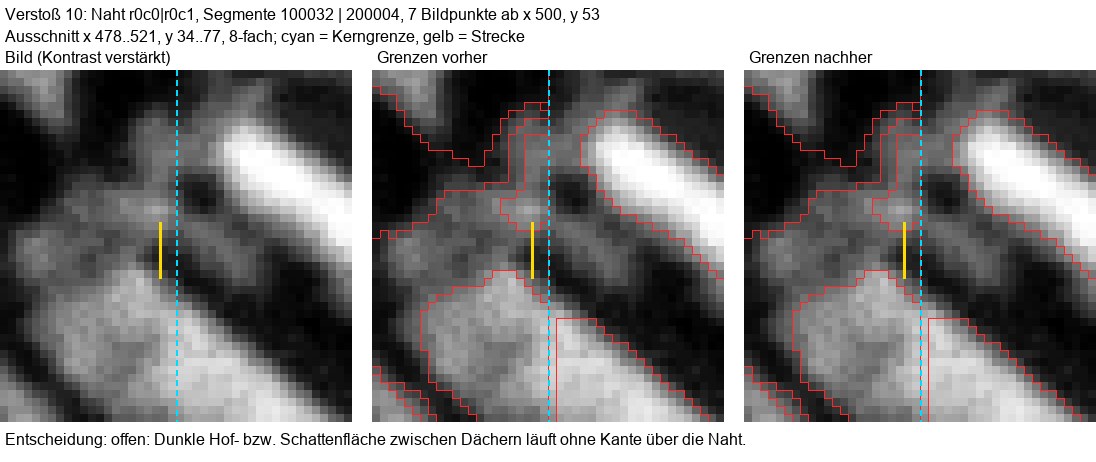 Verstoß 10: Naht r0c0|r0c1, Segmente 100032 | 200004, 7 Bildpunkte ab x 500, y 53
Ausschnitt x 478..521, y 34..77, 8-fach; cyan = Kerngrenze, gelb = Strecke
Bild (Kontrast verstärkt)
Grenzen vorher
Grenzen nachher
Entscheidung: offen: Dunkle Hof- bzw. Schattenfläche zwischen Dächern läuft ohne Kante über die Naht.